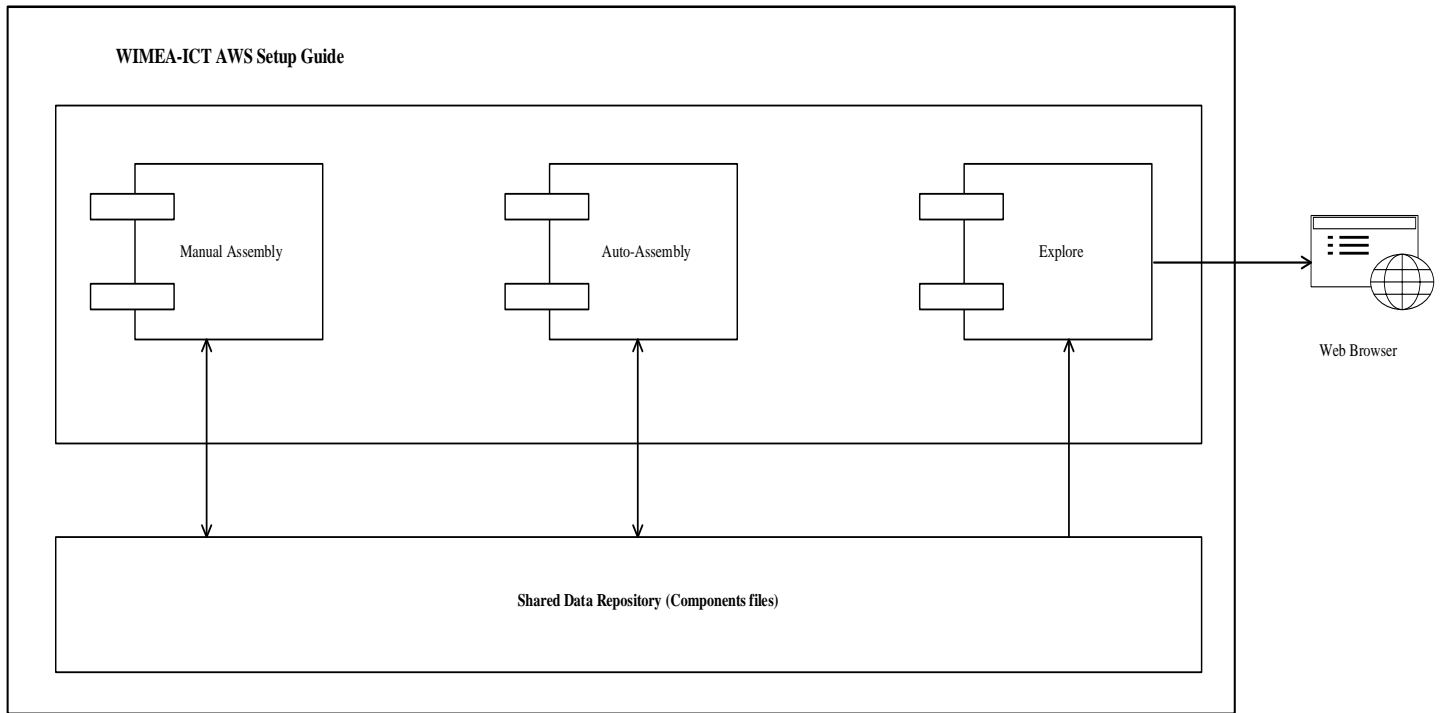 WIMEA-ICT AWS Setup Guide
Manual Assembly
Auto-Assembly
Explore
Web Browser
Shared Data Repository (Components files)